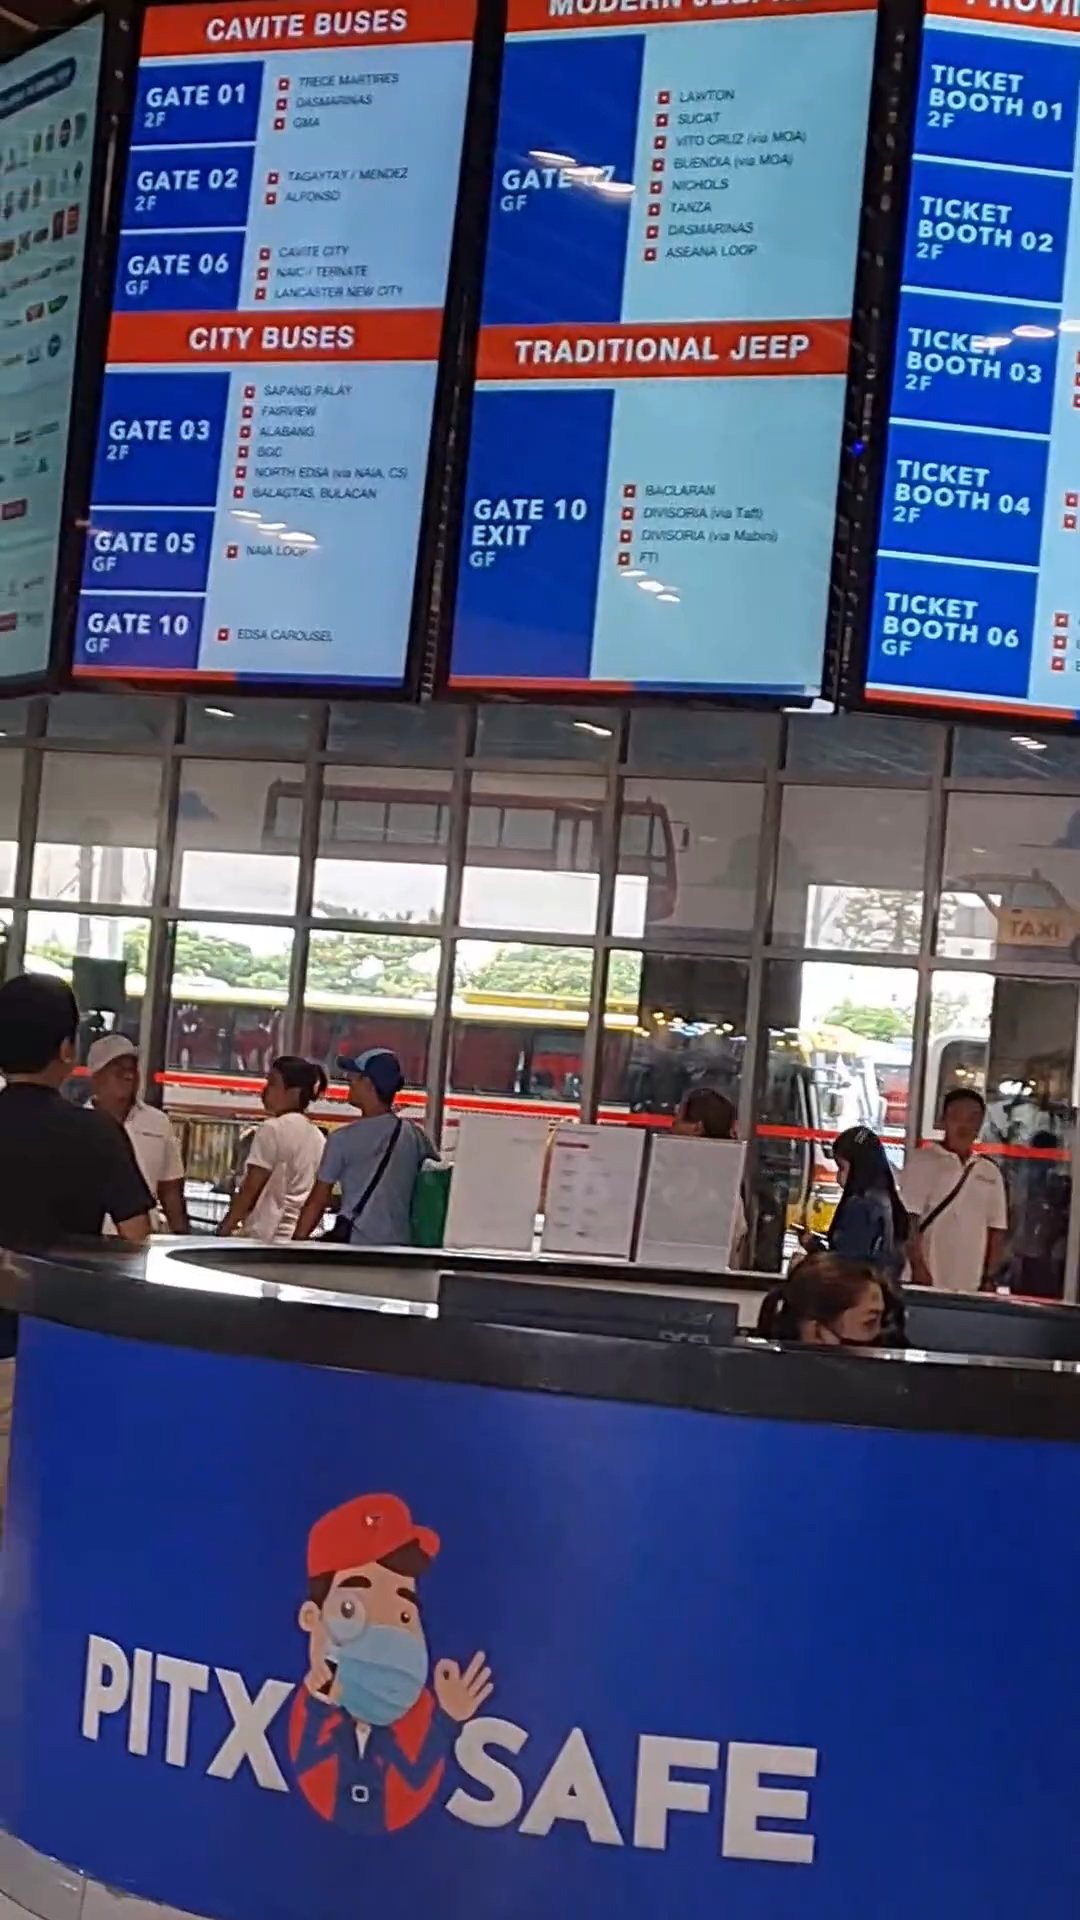 CAVITE BUSES
GATE 01
2F
TRECE MARTIRES
DASMARINAS
GMA
GATE 02
2F
TAGAYTAY / MENDEZ
ALFONSO
GATE 06
GF
CAVITE CITY
NAIC / TERNATE
LANCASTER NEW CITY
CITY BUSES
GATE 03
2F
SAPANG PALAY
FAIRVIEW
ALABANG
BGC
NORTH EDSA (via NAIA, C5)
BALAGTAS, BULACAN
GATE 05
GF
NAIA LOOP
GATE 10
GF
EDSA CAROUSEL
MODERN
GATE
GF
LAWTON
SUCAT
VITO CRUZ (via MOA)
BUENDIA (via MOA)
NICHOLS
TANZA
DASMARINAS
ASEANA LOOP
TRADITIONAL JEEP
GATE 10
EXIT
GF
BACLARAN
DIVISORIA (via Taft)
DIVISORIA (via Mabini)
FTI
TICKET
BOOTH 01
2F
TICKET
BOOTH 02
2F
TICKET
BOOTH 03
2F
TICKET
BOOTH 04
2F
TICKET
BOOTH 06
GF
TAXI
PITX SAFE